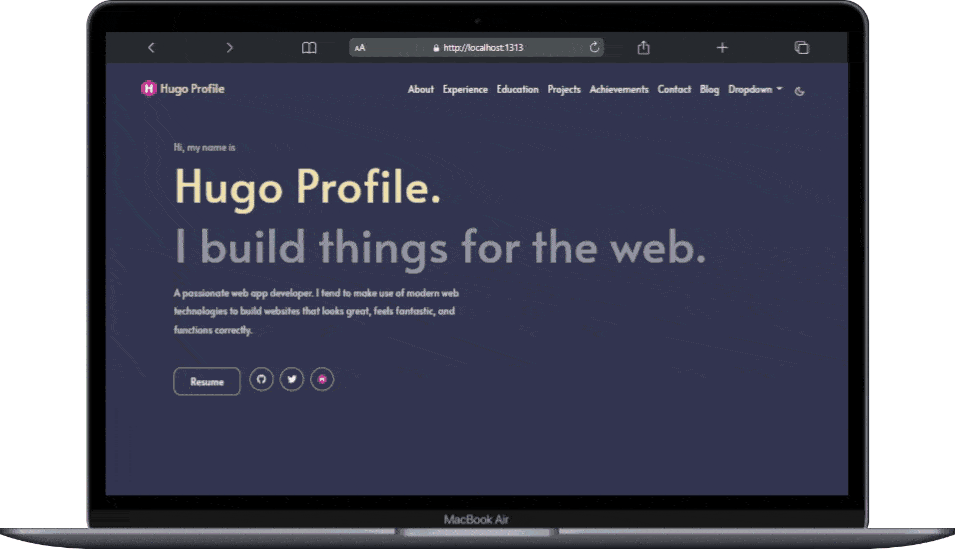 AA http://localhost:1313
H Hugo Profile About Experience Education Projects Achievements Contact Blog Dropdown
Hi, my name is
Hugo Profile.
I build things for the web.
A passionate web app developer. I tend to make use of modern web
technologies to build websites that looks great, feels fantastic, and
functions correctly.
Resume
MacBook Air